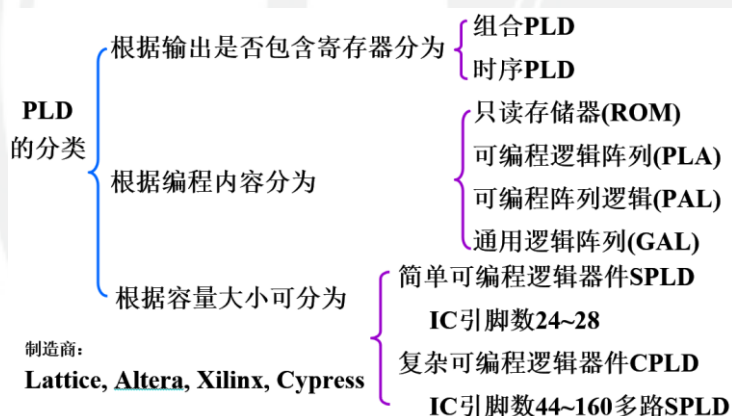 PLD
的分类
根据输出是否包含寄存器分为
组合PLD
时序PLD
根据编程内容分为
只读存储器(ROM)
可编程逻辑阵列(PLA)
可编程阵列逻辑(PAL)
通用逻辑阵列(GAL)
根据容量大小可分为
简单可编程逻辑器件SPLD
IC引脚数24~28
复杂可编程逻辑器件CPLD
IC引脚数44~160多路SPLD
制造商:
Lattice, Altera, Xilinx, Cypress